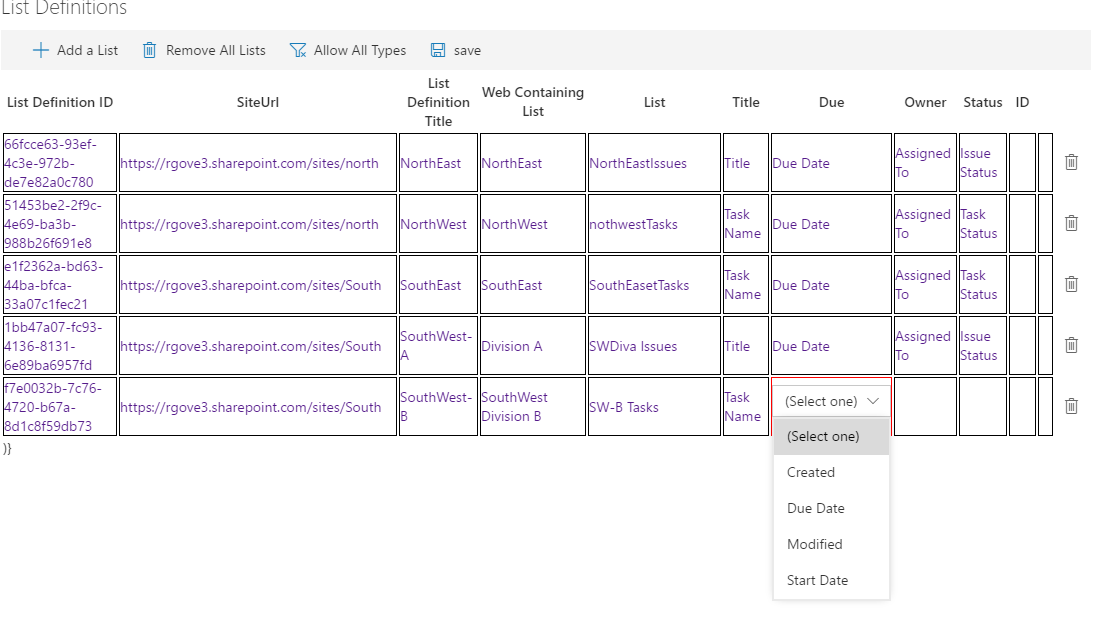 List Definitions
Add a List Remove All Lists Allow All Types save
List Definition ID SiteUrl List Definition Title Web Containing List List Title Due Owner Status ID
66fcce63-93ef-4c3e-972b-de7e82a0c780 https://rgove3.sharepoint.com/sites/north NorthEast NorthEast NorthEastIssues Title Due Date Assigned To Issue Status
51453be2-2f9c-4e69-ba3b-988b26f691e8 https://rgove3.sharepoint.com/sites/north NorthWest NorthWest nothwestTasks Task Name Due Date Assigned To Task Status
e1f2362a-bd63-44ba-bfca-33a07c1fec21 https://rgove3.sharepoint.com/sites/South SouthEast SouthEast SouthEasetTasks Task Name Due Date Assigned To Task Status
1bb47a07-fc93-4136-8131-6e89ba6957fd https://rgove3.sharepoint.com/sites/South SouthWest-A Division A SWDiva Issues Title Due Date Assigned To Issue Status
f7e0032b-7c76-4720-b67a-8d1c8f59db73 https://rgove3.sharepoint.com/sites/South SouthWest-B SouthWest Division B SW-B Tasks Task Name (Select one)
(Select one)
)}
Created
Due Date
Modified
Start Date